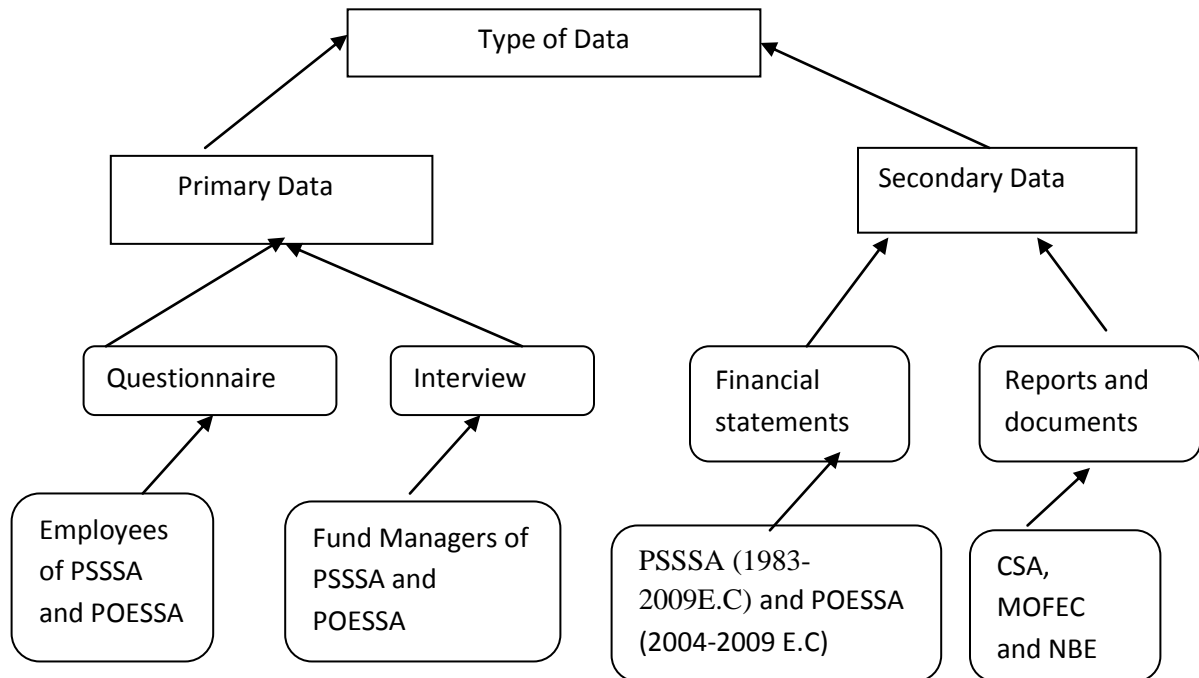 Type of Data
Primary Data
Secondary Data
Questionnaire
Interview
Financial
statements
Reports and
documents
Employees
of PSSSA
and POESSA
Fund Managers of
PSSSA and
POESSA
PSSSA (1983-
2009E.C) and POESSA
(2004-2009 E.C)
CSA,
MOFEC
and NBE